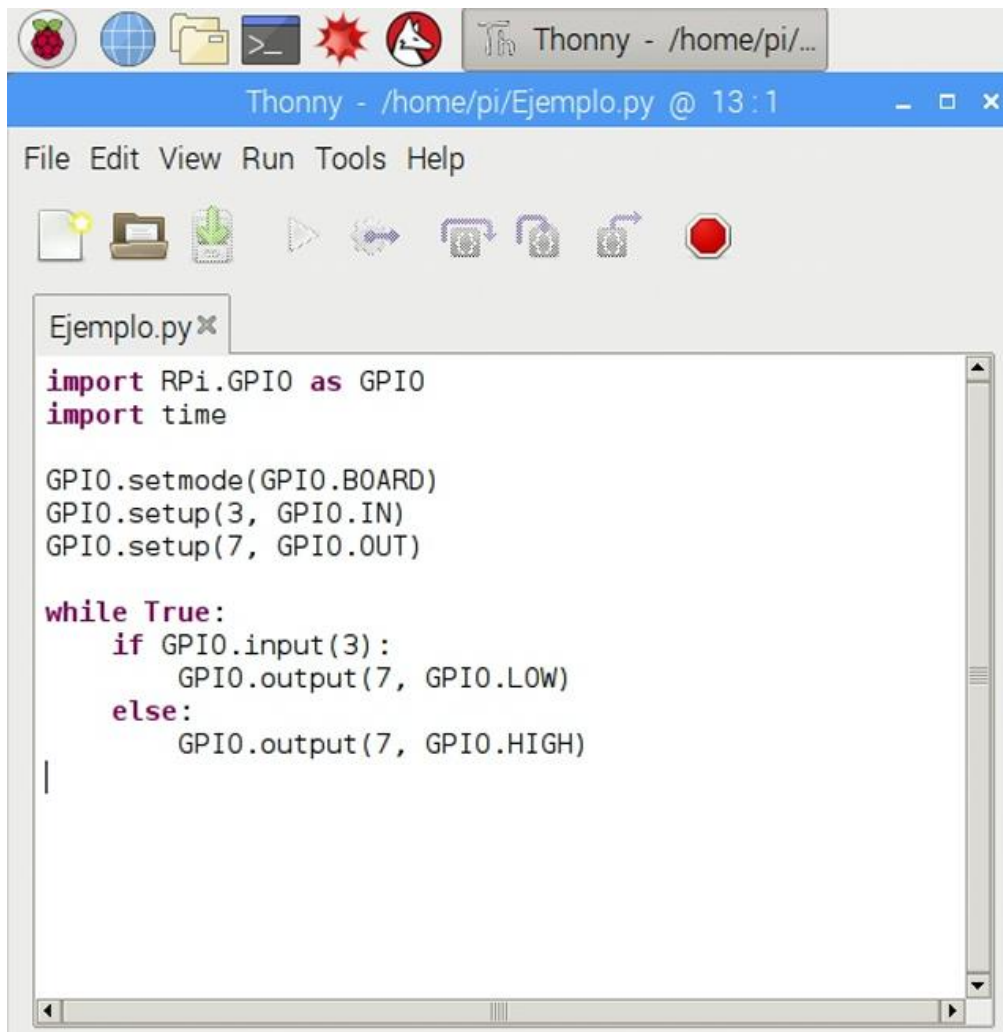 Thonny - /home/pi/...
Thonny - /home/pi/Ejemplo.py @ 13:1
File Edit View Run Tools Help
Ejemplo.py
import RPi.GPIO as GPIO
import time
GPIO.setmode(GPIO.BOARD)
GPIO.setup(3, GPIO.IN)
GPIO.setup(7, GPIO.OUT)
while True:
    if GPIO.input(3):
        GPIO.output(7, GPIO.LOW)
    else:
        GPIO.output(7, GPIO.HIGH)